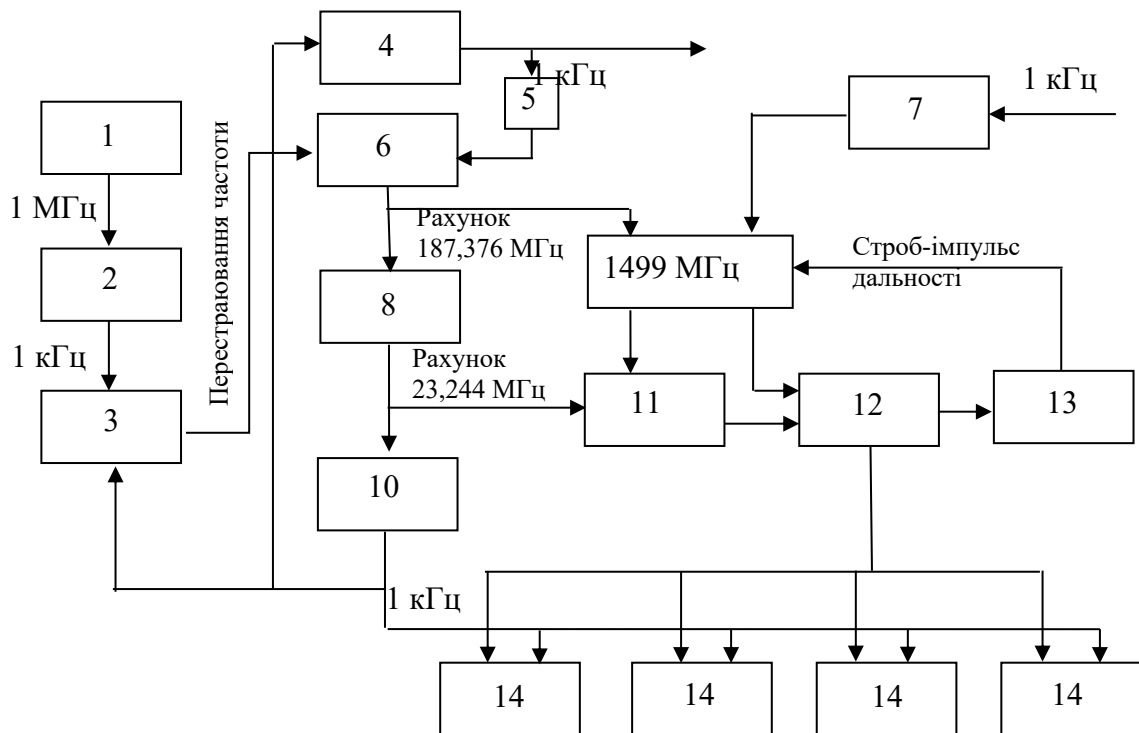 4
1 кГц
5
1 кГц
7
1
6
Перестраювання частоти
1 МГц
Рахунок
187,376 МГц
1499 МГц
Строб-імпульс
дальності
2
8
1 кГц
Рахунок
23,244 МГц
3
11
12
13
10
1 кГц
14
14
14
14